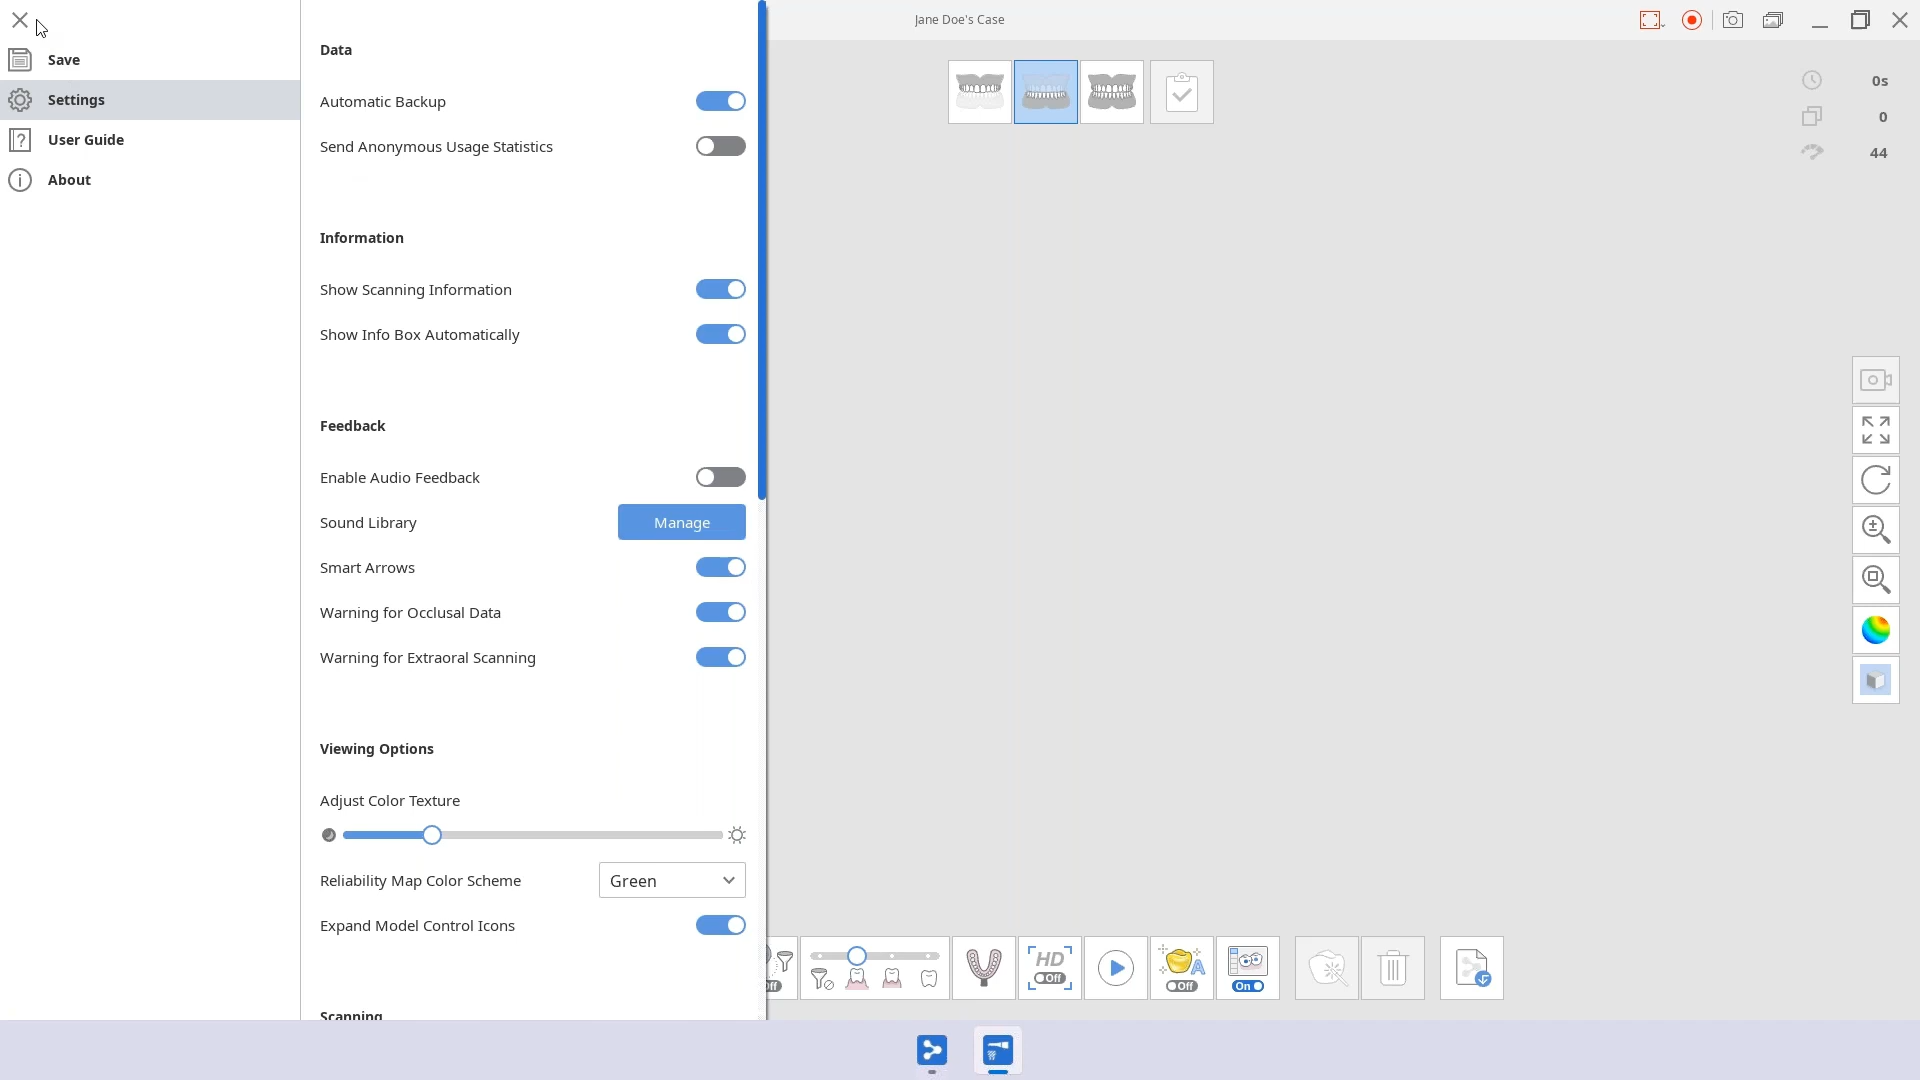 Jane Doe's Case
Save
Settings
User Guide
About
Data
Automatic Backup
Send Anonymous Usage Statistics
Information
Show Scanning Information
Show Info Box Automatically
Feedback
Enable Audio Feedback
Sound Library
Manage
Smart Arrows
Warning for Occlusal Data
Warning for Extraoral Scanning
Viewing Options
Adjust Color Texture
Reliability Map Color Scheme
Green
Expand Model Control Icons
Scanning
0s
0
44
HD
Off
A
Off
On